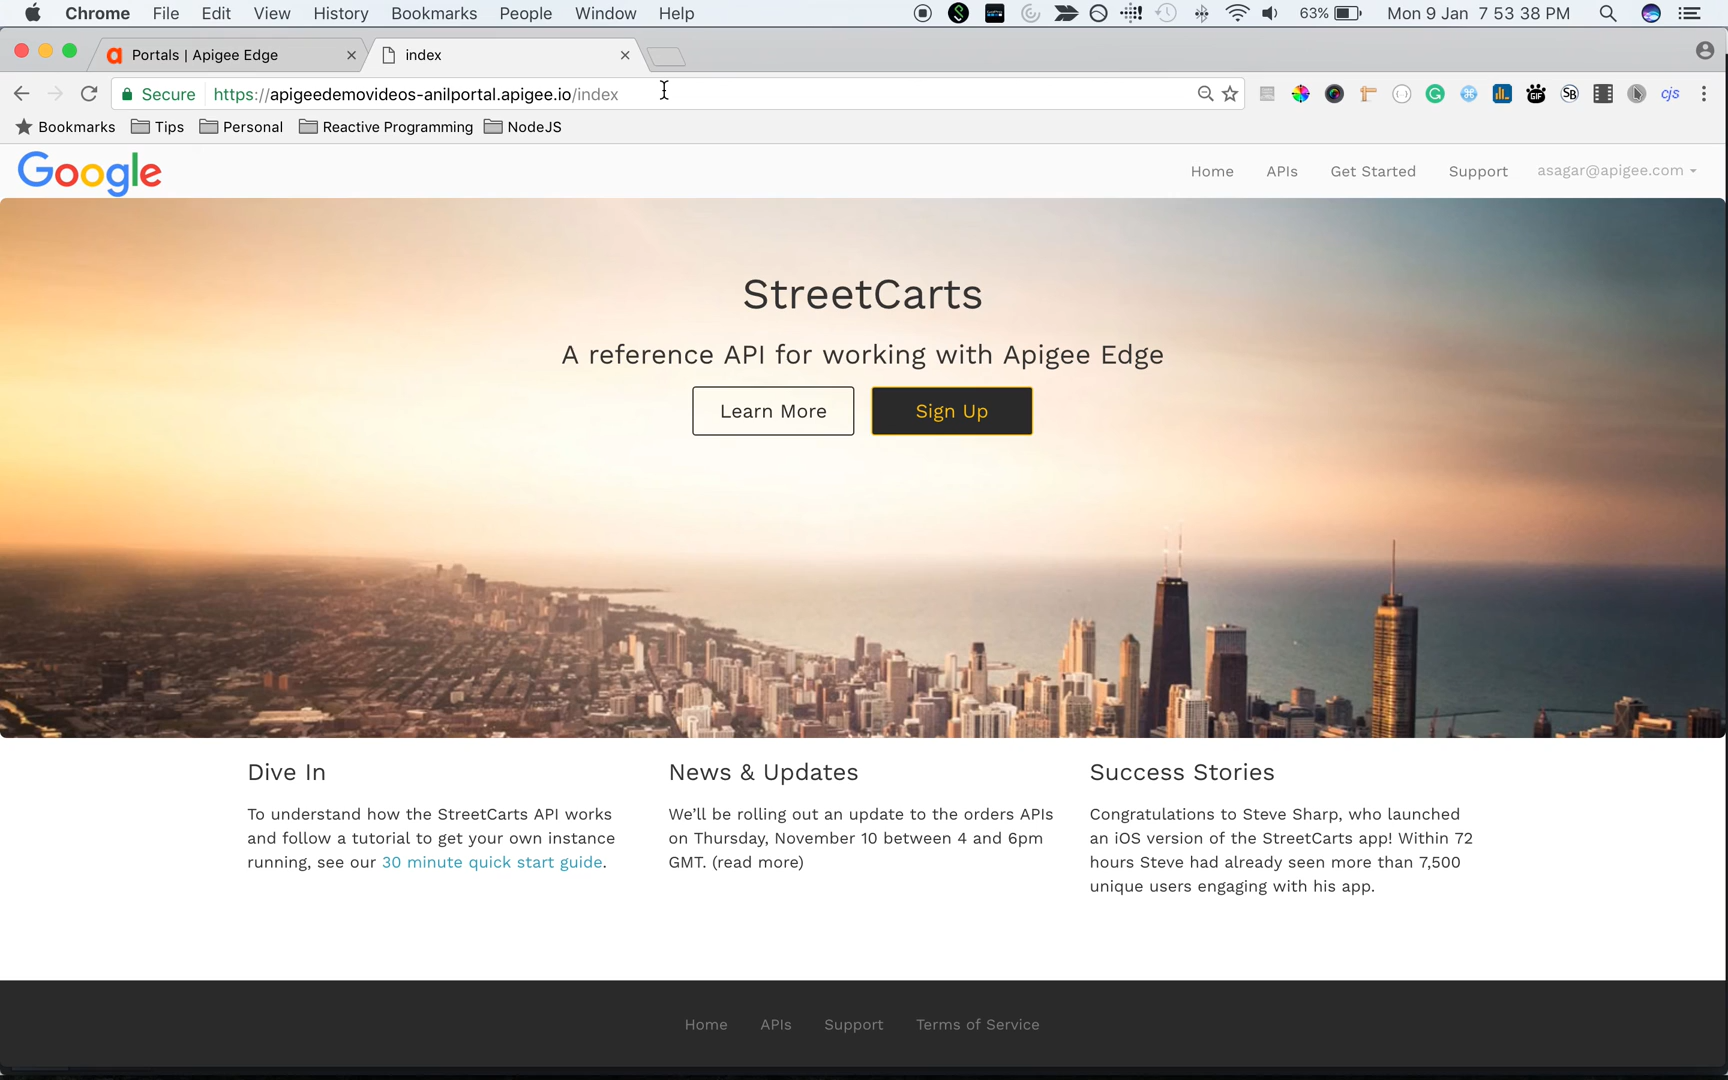 Chrome File Edit View History Bookmarks People Window Help 63% Mon 9 Jan 7 53 38 PM
Portals | Apigee Edge index
Secure https://apigeedemovideos-anilportal.apigee.io/index GIF SB cjs
Bookmarks Tips Personal Reactive Programming NodeJS
Google Home APIs Get Started Support asagar@apigee.com
StreetCarts
A reference API for working with Apigee Edge
Learn More Sign Up
Dive In
To understand how the StreetCarts API works
and follow a tutorial to get your own instance
running, see our 30 minute quick start guide.
News & Updates
We’ll be rolling out an update to the orders APIs
on Thursday, November 10 between 4 and 6pm
GMT. (read more)
Success Stories
Congratulations to Steve Sharp, who launched
an iOS version of the StreetCarts app! Within 72
hours Steve had already seen more than 7,500
unique users engaging with his app.
Home APIs Support Terms of Service